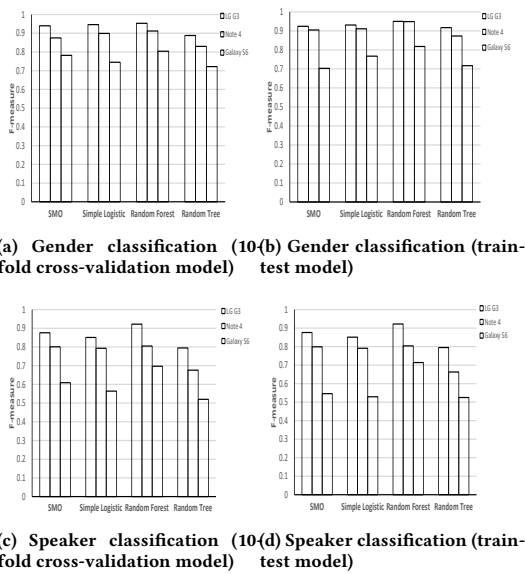 1
0.9
0.8
0.7
0.6
0.5
0.4
0.3
0.2
0.1
0
F-measure
SMO Simple Logistic Random Forest Random Tree
LG G3
Note 4
Galaxy S6
1
0.9
0.8
0.7
0.6
0.5
0.4
0.3
0.2
0.1
0
F-measure
SMO Simple Logistic Random Forest Random Tree
LG G3
Note 4
Galaxy S6
(a) Gender classification (10-
fold cross-validation model)
(b) Gender classification (train-
test model)
1
0.9
0.8
0.7
0.6
0.5
0.4
0.3
0.2
0.1
0
F-measure
SMO Simple Logistic Random Forest Random Tree
LG G3
Note 4
Galaxy S6
1
0.9
0.8
0.7
0.6
0.5
0.4
0.3
0.2
0.1
0
F-measure
SMO Simple Logistic Random Forest Random Tree
LG G3
Note 4
Galaxy S6
(c) Speaker classification (10-
fold cross-validation model)
(d) Speaker classification (train-
test model)